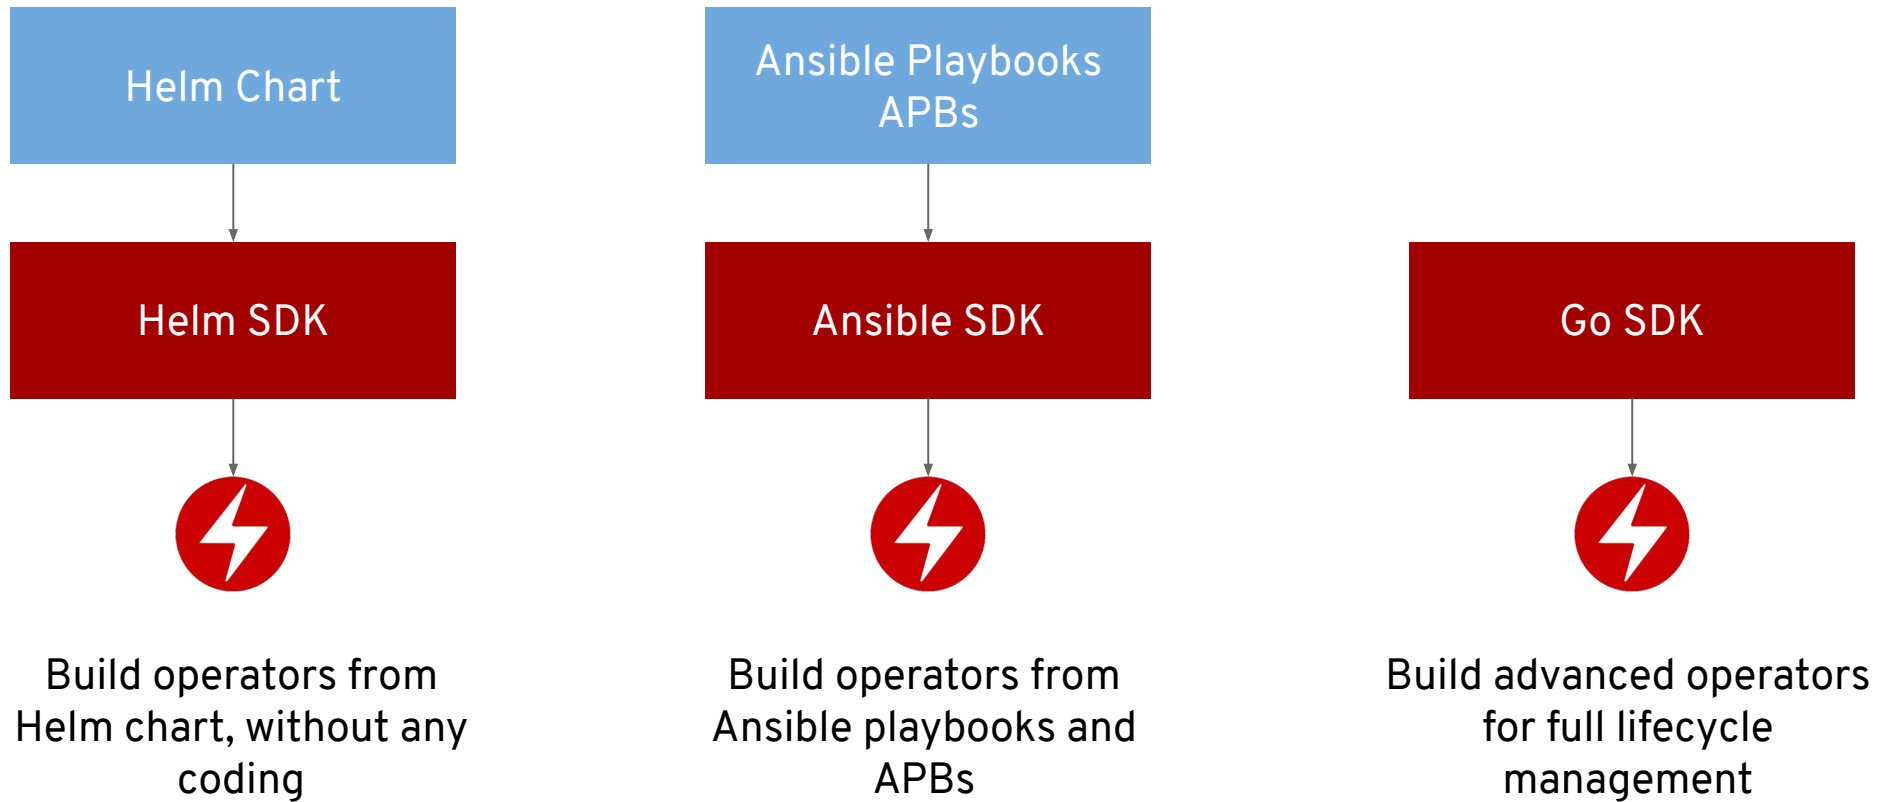 Helm Chart
Ansible Playbooks
APBs
Helm SDK
Ansible SDK
Go SDK
Build operators from
Helm chart, without any
coding
Build operators from
Ansible playbooks and
APBs
Build advanced operators
for full lifecycle
management